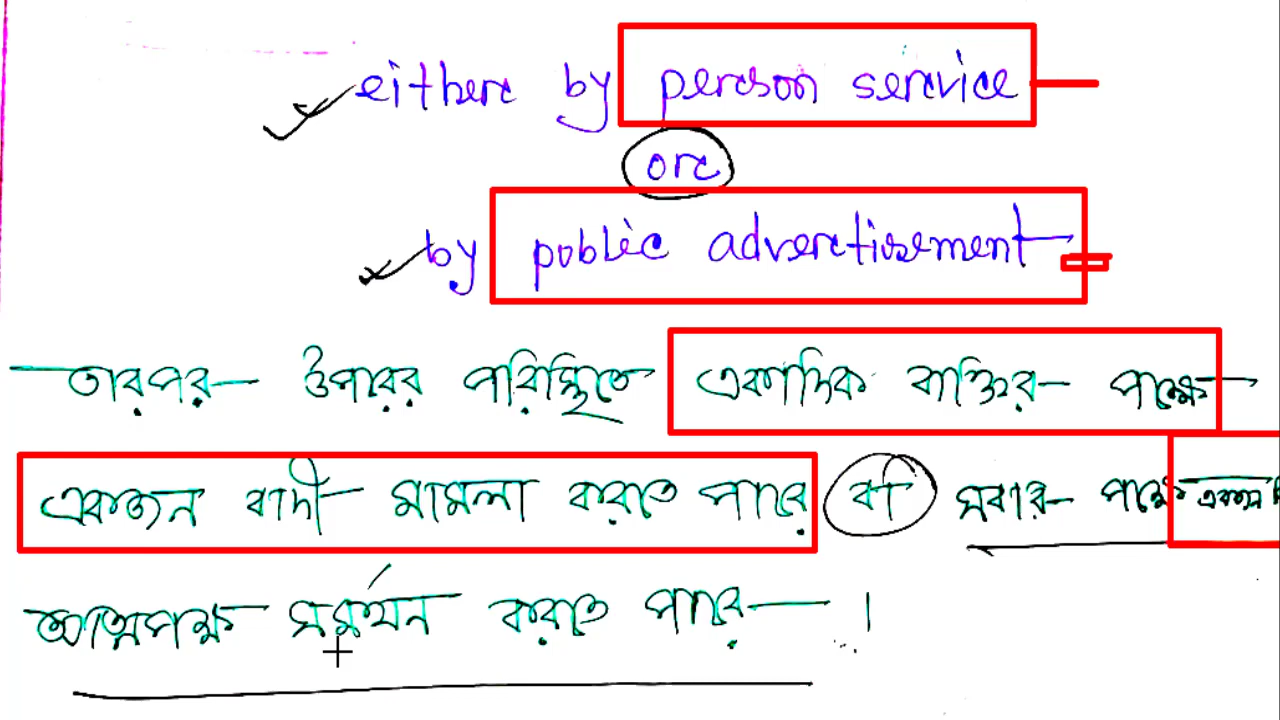 either by person service
or
by public advertisement
তারপর উপরের পরিস্থিতে একাধিক ব্যক্তির পক্ষে
একজন বাদী মামলা করতে পারে বা সবার পক্ষে একজন
আত্মপক্ষ সমর্থন করতে পারে।